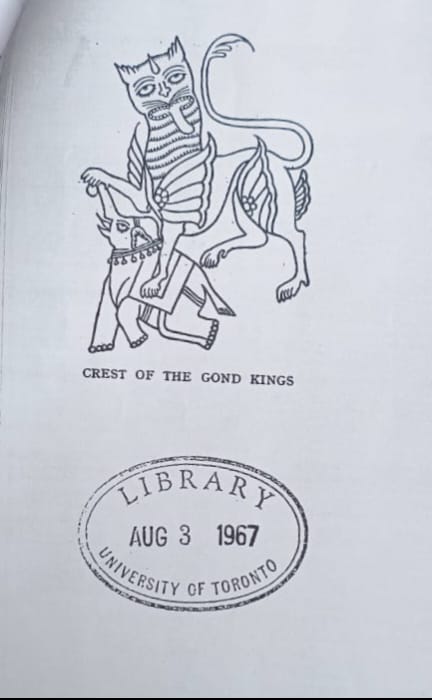 CREST OF THE GOND KINGS
LIBRARY
AUG 3 1967
UNIVERSITY OF TORONTO